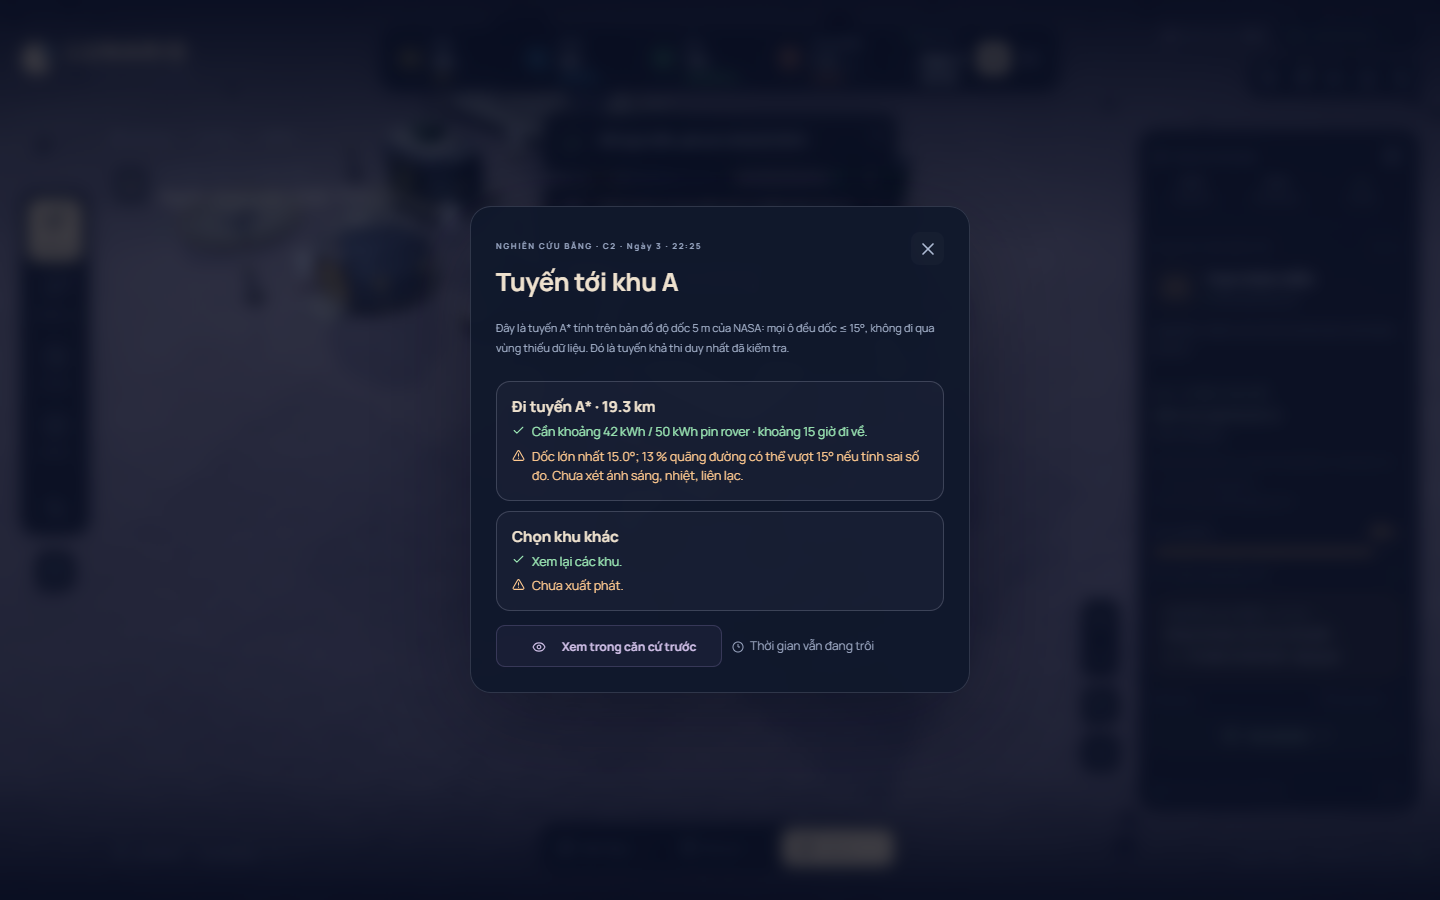 NGHIÊN CỨU BĂNG · C2 · Ngày 3 · 22:25
Tuyến tới khu A
Đây là tuyến A* tính trên bản đồ độ dốc 5 m của NASA: mọi ô đều dốc ≤ 15°, không đi qua
vùng thiếu dữ liệu. Đó là tuyến khả thi duy nhất đã kiểm tra.
Đi tuyến A* · 19.3 km
Cần khoảng 42 kWh / 50 kWh pin rover · khoảng 15 giờ đi về.
Dốc lớn nhất 15.0°; 13 % quãng đường có thể vượt 15° nếu tính sai số
đo. Chưa xét ánh sáng, nhiệt, liên lạc.
Chọn khu khác
Xem lại các khu.
Chưa xuất phát.
Xem trong căn cứ trước
Thời gian vẫn đang trôi